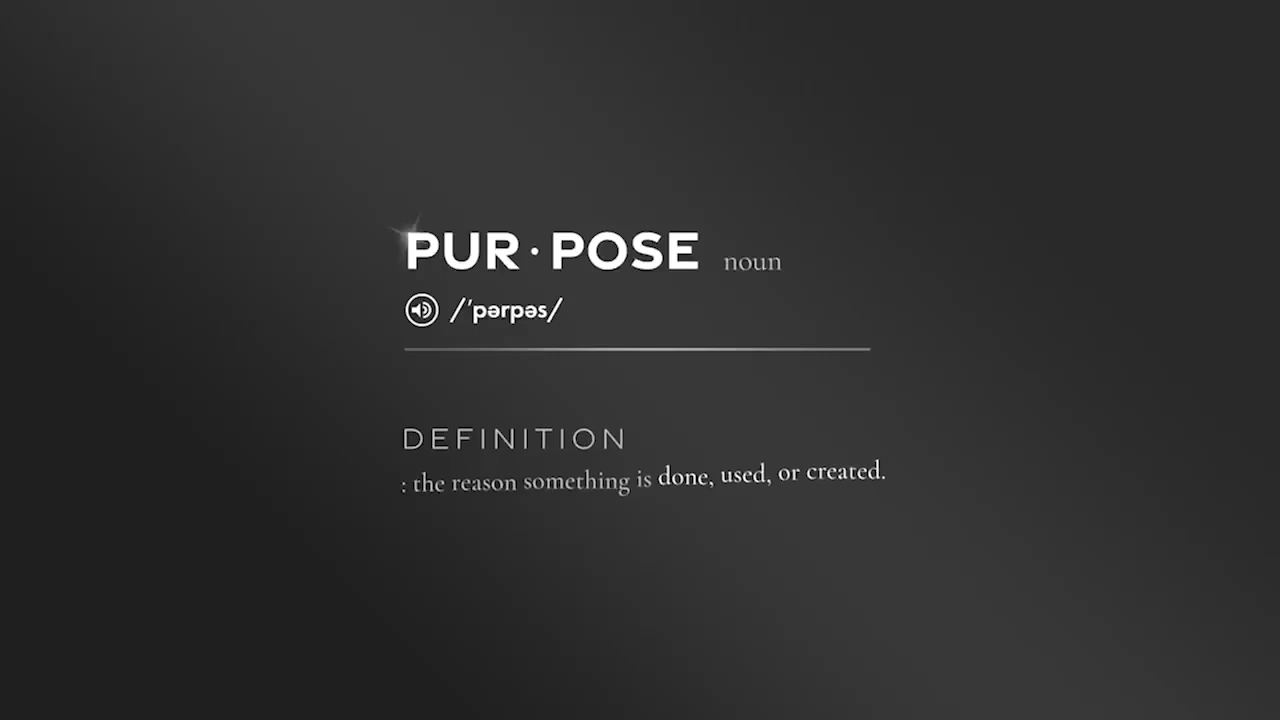 PUR·POSE noun
/ˈpərpəs/
DEFINITION
: the reason something is done, used, or created.